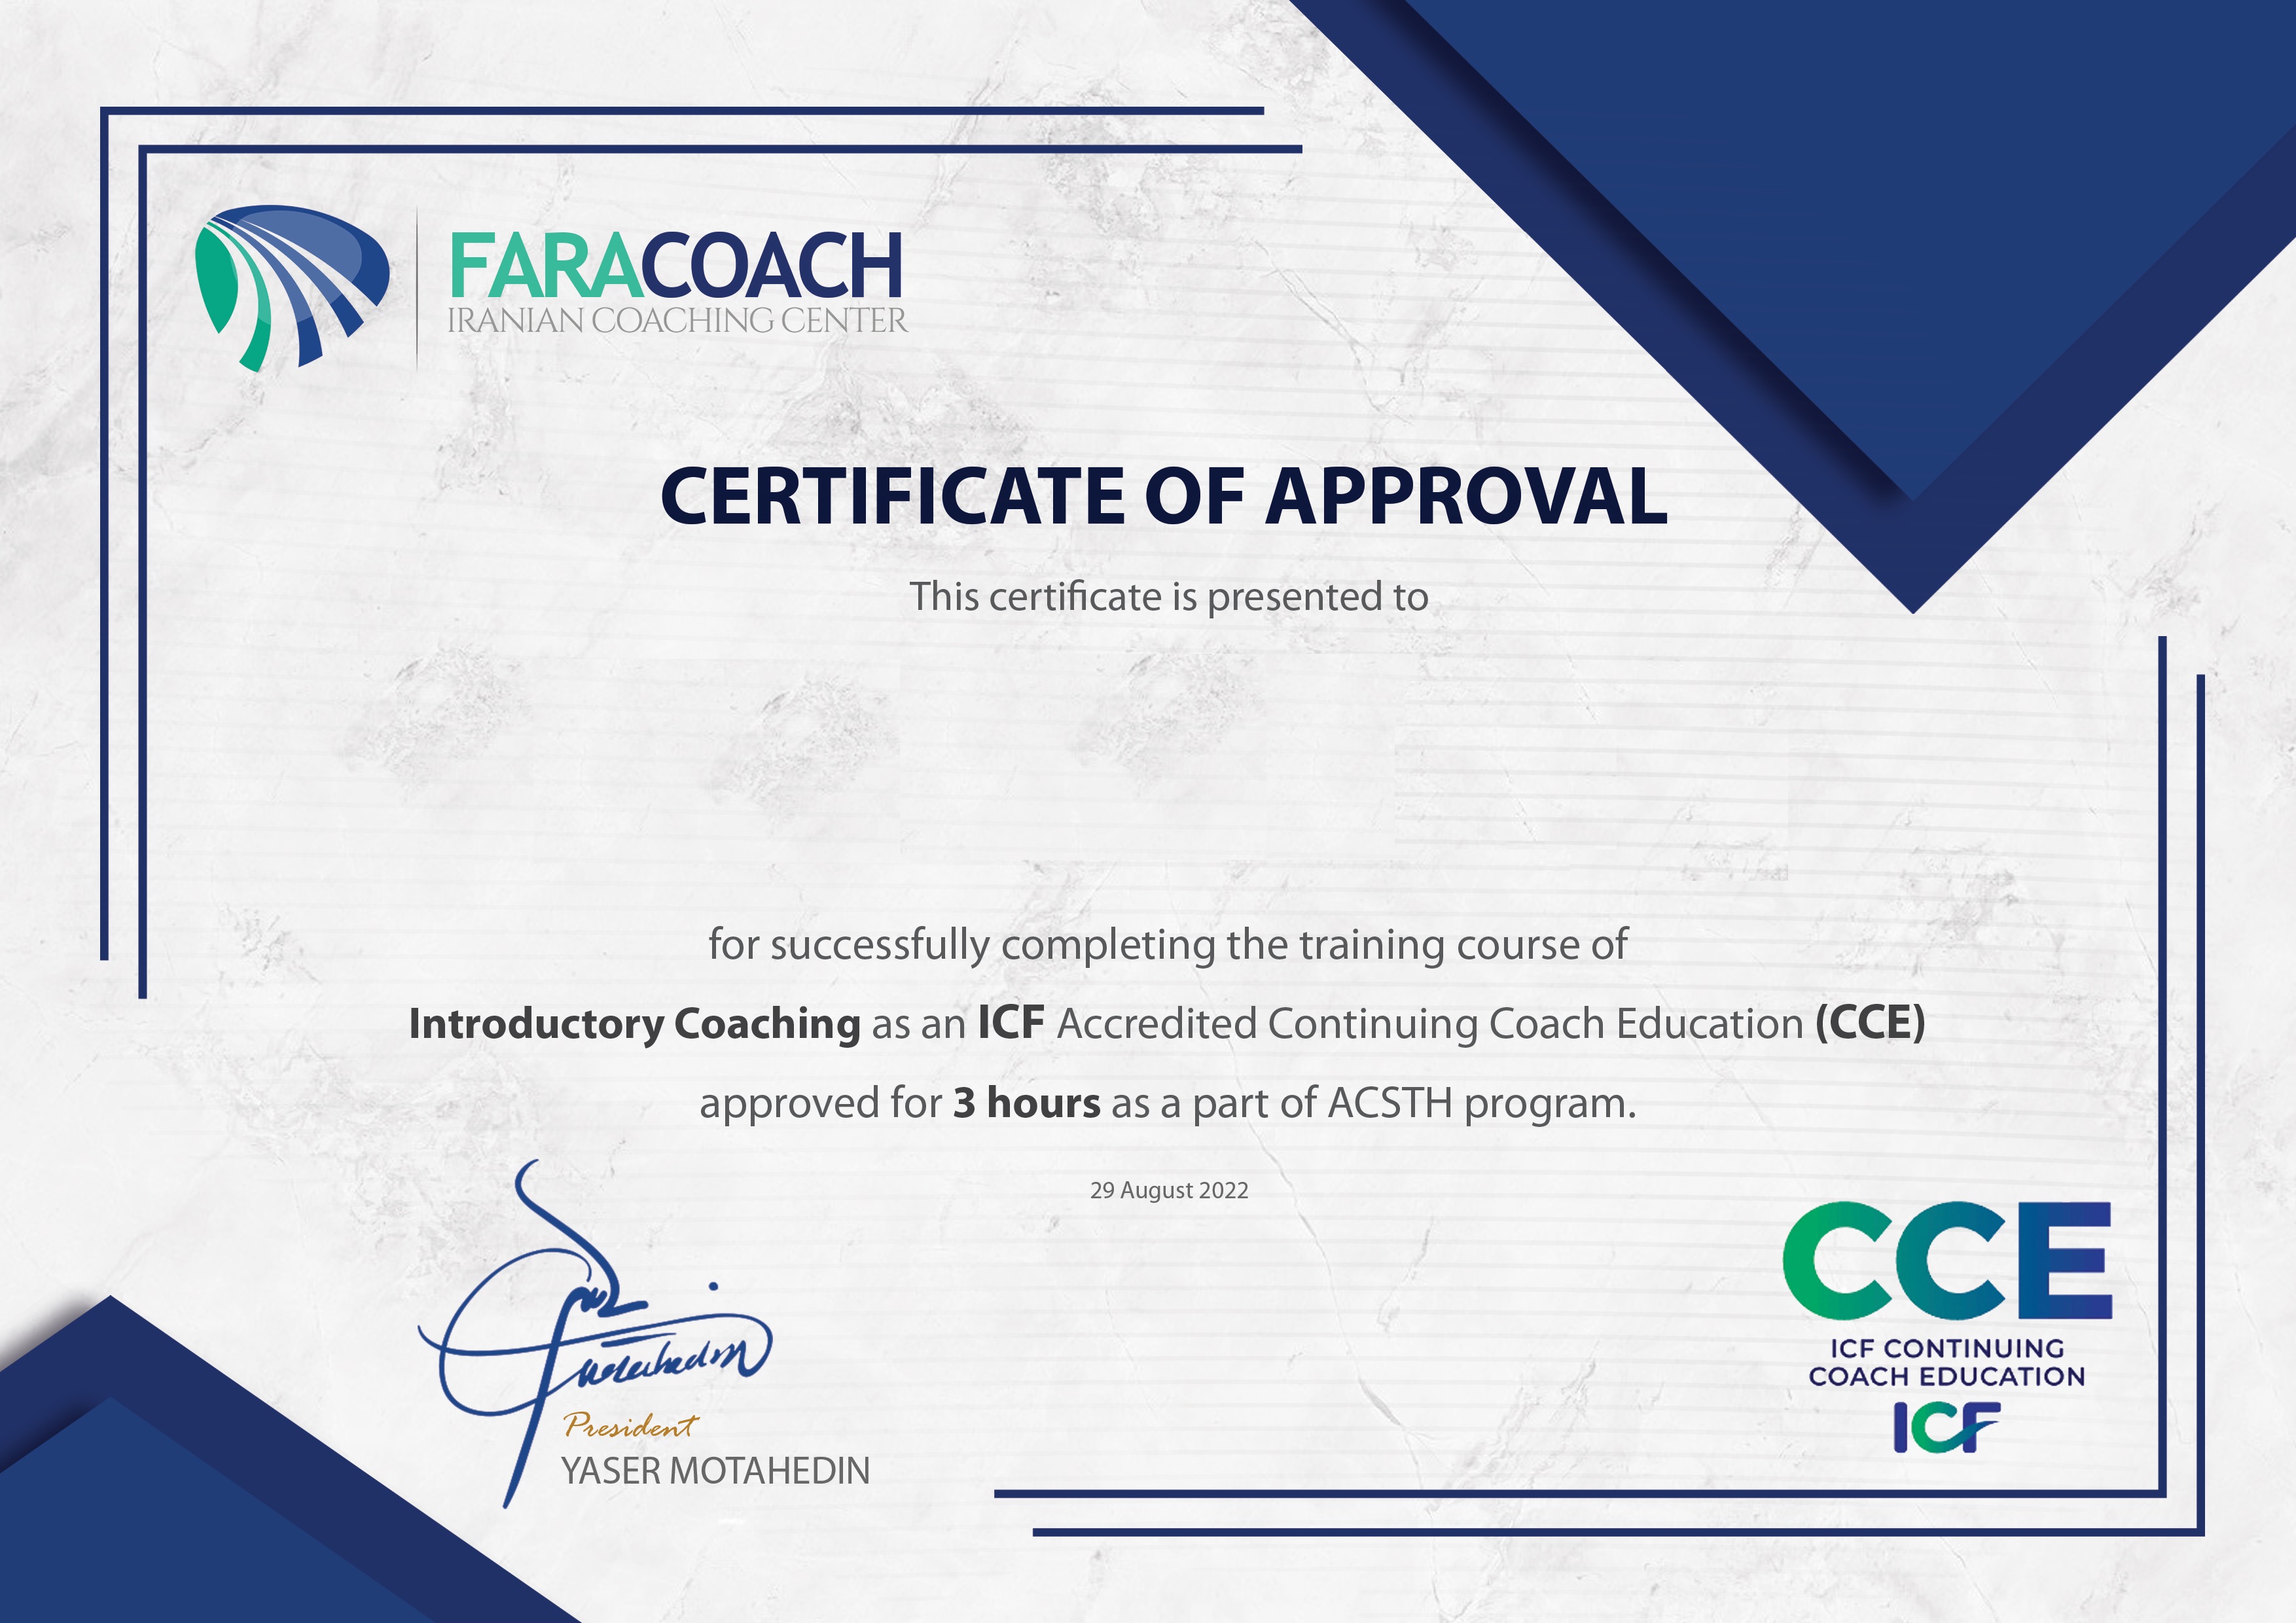 FARACOACH
IRANIAN COACHING CENTER
CERTIFICATE OF APPROVAL
This certificate is presented to
for successfully completing the training course of
Introductory Coaching as an ICF Accredited Continuing Coach Education (CCE)
approved for 3 hours as a part of ACSTH program.
29 August 2022
Motahedin
President
YASER MOTAHEDIN
CCE
ICF CONTINUING
COACH EDUCATION
ICF